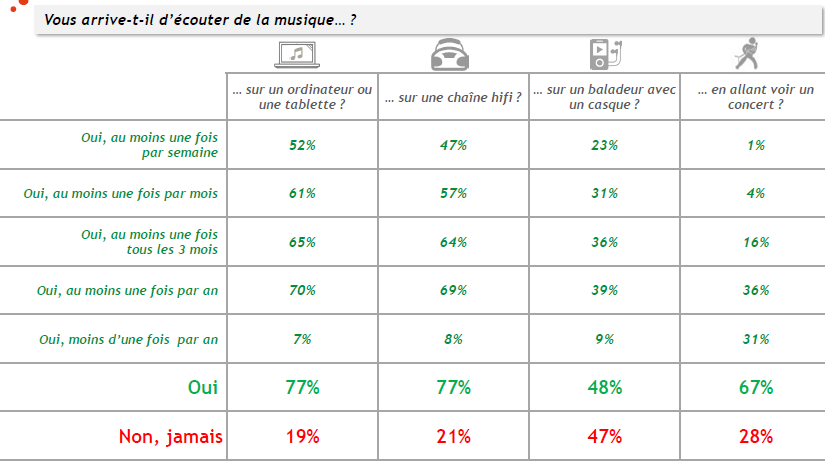 Vous arrive-t-il d'écouter de la musique… ?
… sur un ordinateur ou
une tablette ?
… sur une chaîne hifi ?
… sur un baladeur avec
un casque ?
… en allant voir un
concert ?
Oui, au moins une fois
par semaine
52% 47% 23% 1%
Oui, au moins une fois par mois 61% 57% 31% 4%
Oui, au moins une fois
tous les 3 mois
65% 64% 36% 16%
Oui, au moins une fois par an 70% 69% 39% 36%
Oui, moins d'une fois par an 7% 8% 9% 31%
Oui 77% 77% 48% 67%
Non, jamais 19% 21% 47% 28%